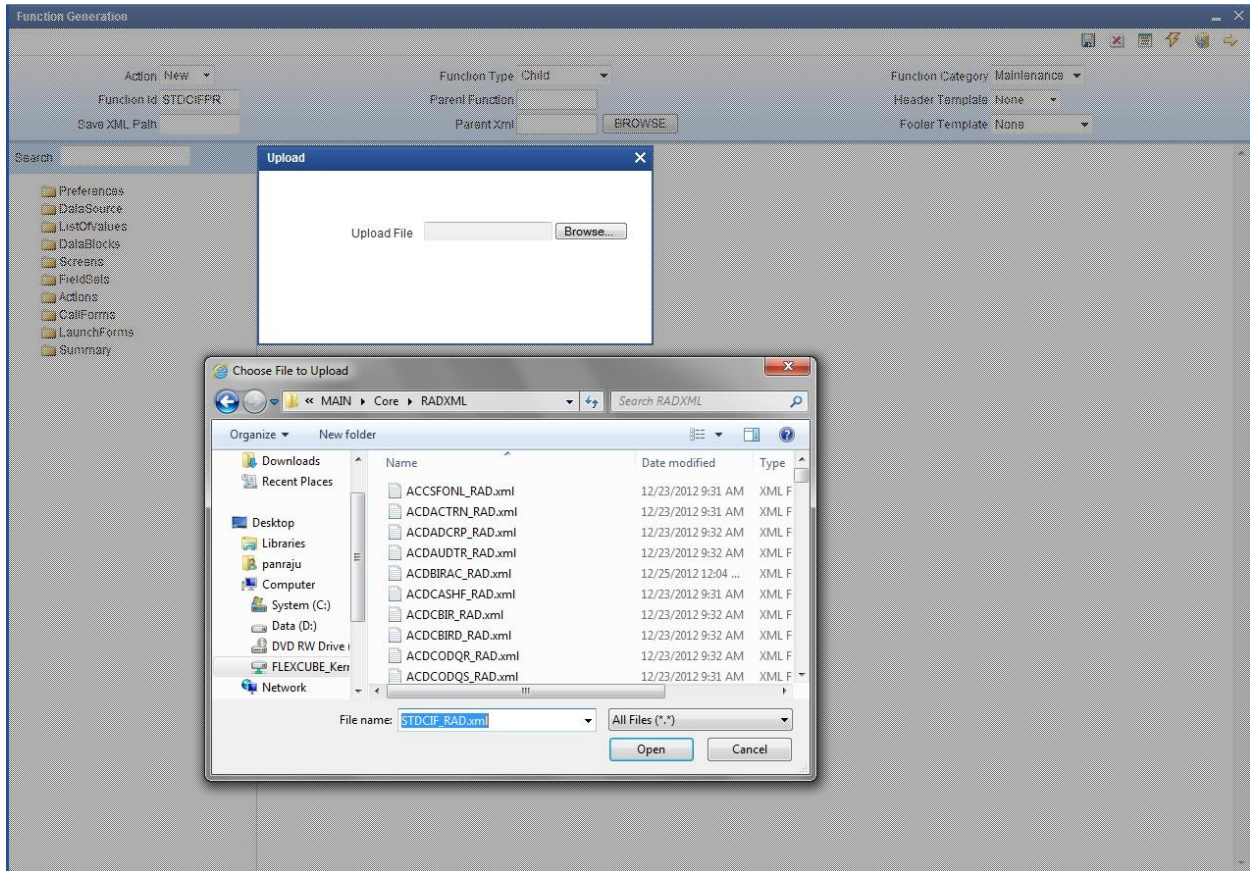 Function Generation
Action New Function Type Child Function Category Maintenance
Function Id STDCIFPR Parent Function Header Template None
Save XML Path Parent Xml BROWSE Footer Template None
Search
Preferences
DataSource
ListOfValues
DataBlocks
Screens
FieldSets
Actions
CallForms
LaunchForms
Summary
Upload
Upload File Browse...
Choose File to Upload
« MAIN Core RADXML Search RADXML
Organize New folder
Downloads
Recent Places
Desktop
Libraries
panraju
Computer
System (C:)
Data (D:)
DVD RW Drive
FLEXCUBE_Kerr
Network
Name Date modified Type
ACCSFONL_RAD.xml 12/23/2012 9:31 AM XML F
ACDACTRN_RAD.xml 12/23/2012 9:31 AM XML F
ACDADCRP_RAD.xml 12/23/2012 9:32 AM XML F
ACDAUDTR_RAD.xml 12/23/2012 9:32 AM XML F
ACDBIRAC_RAD.xml 12/25/2012 12:04 ... XML F
ACDCASHF_RAD.xml 12/23/2012 9:31 AM XML F
ACDCBIR_RAD.xml 12/23/2012 9:32 AM XML F
ACDCBIRD_RAD.xml 12/23/2012 9:32 AM XML F
ACDCODQR_RAD.xml 12/23/2012 9:32 AM XML F
ACDCODQS_RAD.xml 12/23/2012 9:31 AM XML F
File name: STDCIF_RAD.xml All Files (*.*)
Open Cancel